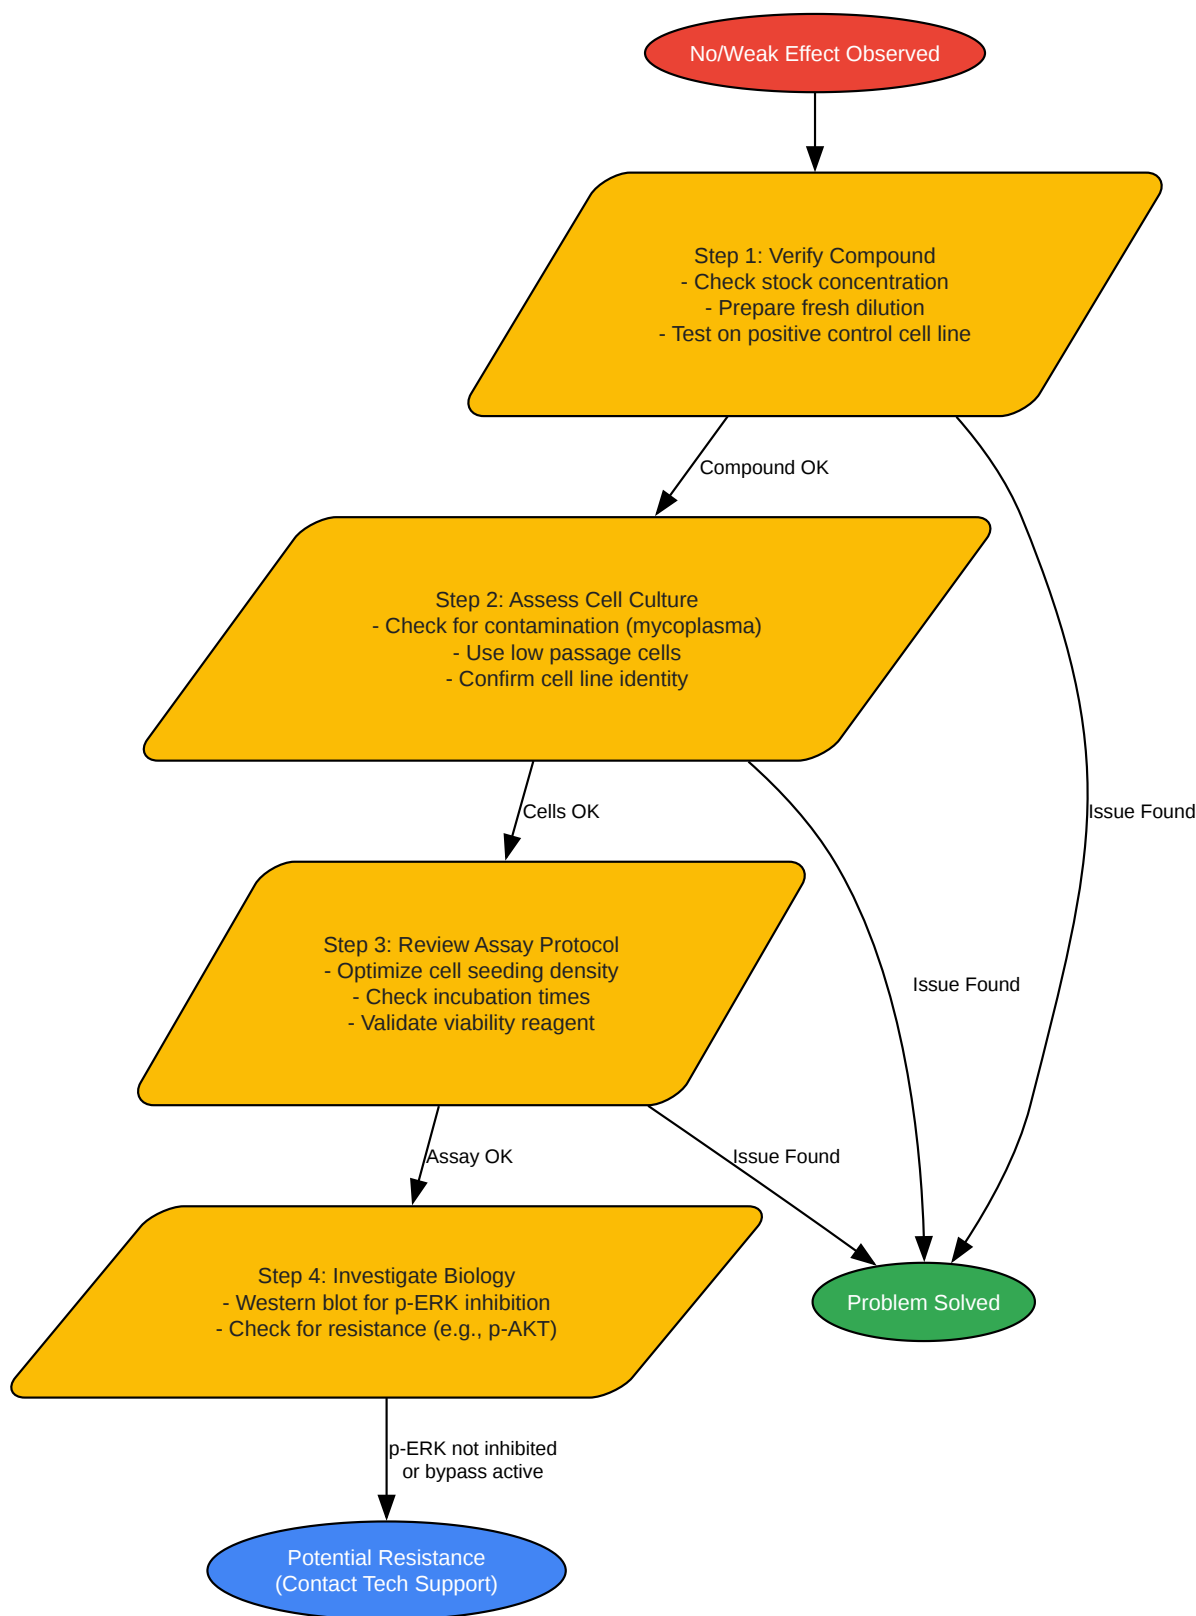 No/Weak Effect Observed
Step 1: Verify Compound
- Check stock concentration
- Prepare fresh dilution
- Test on positive control cell line
Compound OK
Step 2: Assess Cell Culture
- Check for contamination (mycoplasma)
- Use low passage cells
- Confirm cell line identity
Cells OK
Issue Found
Step 3: Review Assay Protocol
- Optimize cell seeding density
- Check incubation times
- Validate viability reagent
Issue Found
Assay OK
Issue Found
Step 4: Investigate Biology
- Western blot for p-ERK inhibition
- Check for resistance (e.g., p-AKT)
Problem Solved
p-ERK not inhibited
or bypass active
Potential Resistance
(Contact Tech Support)